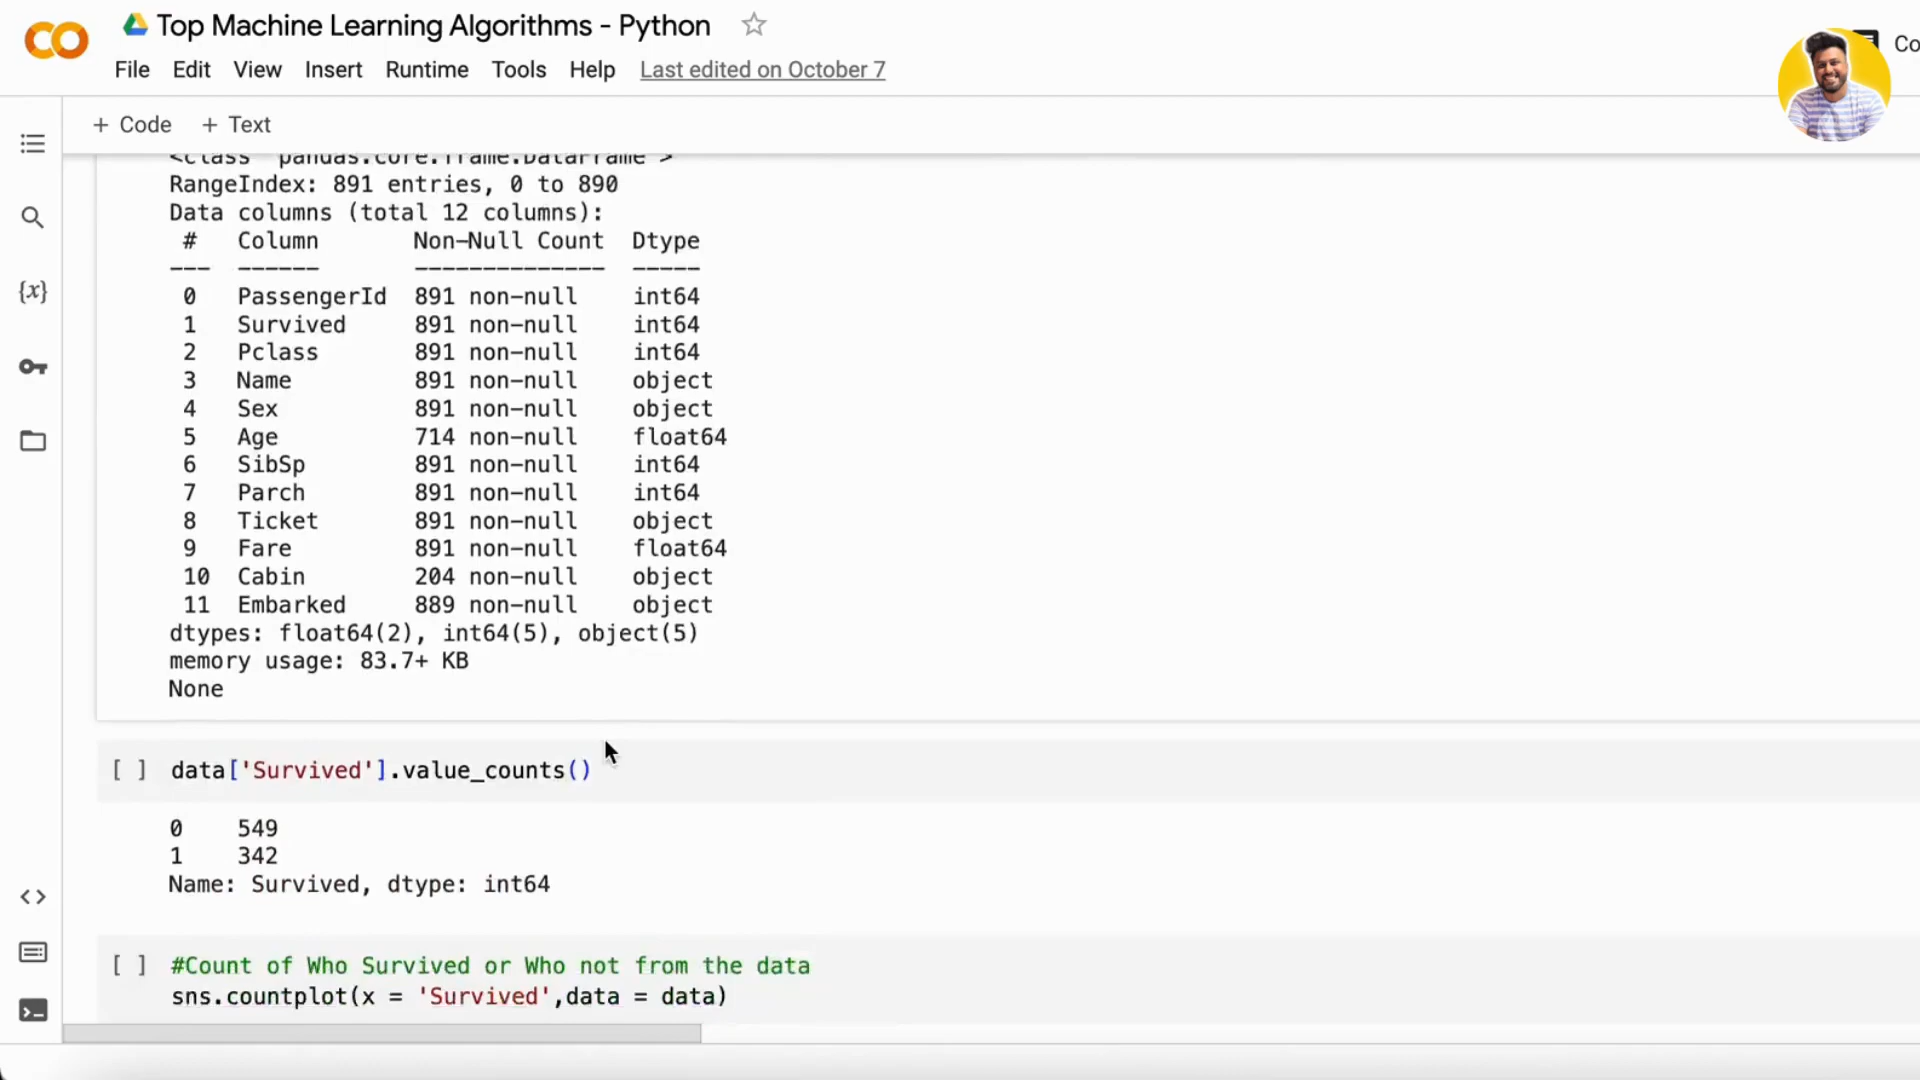 Top Machine Learning Algorithms - Python
Co
File Edit View Insert Runtime Tools Help Last edited on October 7
+ Code + Text
<class 'pandas.core.frame.DataFrame'>
RangeIndex: 891 entries, 0 to 890
Data columns (total 12 columns):
# Column Non-Null Count Dtype
--- ------ -------------- -----
0 PassengerId 891 non-null int64
1 Survived 891 non-null int64
2 Pclass 891 non-null int64
3 Name 891 non-null object
4 Sex 891 non-null object
5 Age 714 non-null float64
6 SibSp 891 non-null int64
7 Parch 891 non-null int64
8 Ticket 891 non-null object
9 Fare 891 non-null float64
10 Cabin 204 non-null object
11 Embarked 889 non-null object
dtypes: float64(2), int64(5), object(5)
memory usage: 83.7+ KB
None
[ ] data['Survived'].value_counts()
0 549
1 342
Name: Survived, dtype: int64
[ ] #Count of Who Survived or Who not from the data
sns.countplot(x = 'Survived',data = data)